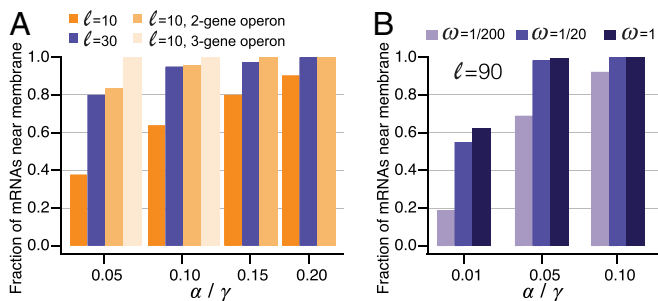 A
ℓ=10
ℓ=10, 2-gene operon
ℓ=30
ℓ=10, 3-gene operon
Fraction of mRNAs near membrane
1.0
0.8
0.6
0.4
0.2
0.0
0.05
0.10
0.15
0.20
α / γ
B
ω=1/200
ω=1/20
ω=1
ℓ=90
Fraction of mRNAs near membrane
1.0
0.8
0.6
0.4
0.2
0.0
0.01
0.05
0.10
α / γ